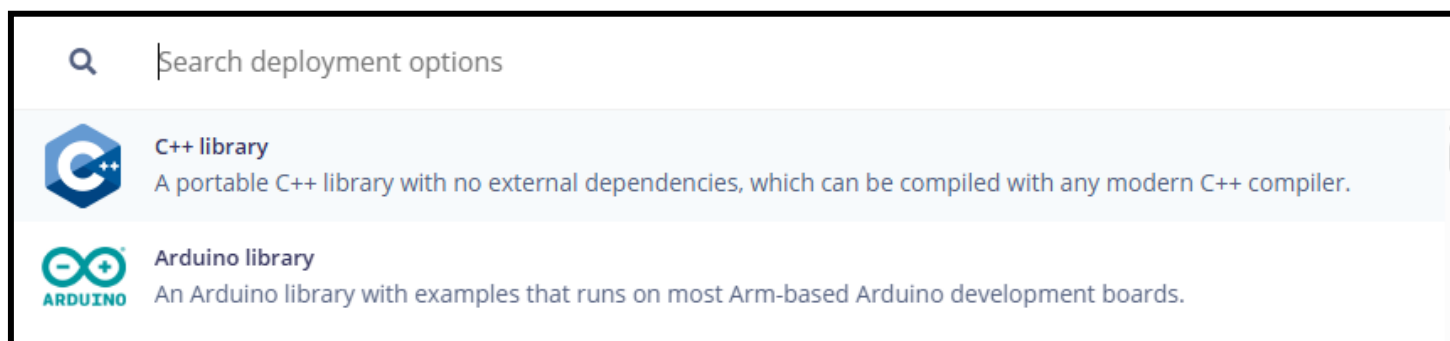 Search deployment options
C++ library
A portable C++ library with no external dependencies, which can be compiled with any modern C++ compiler.
Arduino library
ARDUINO
An Arduino library with examples that runs on most Arm-based Arduino development boards.